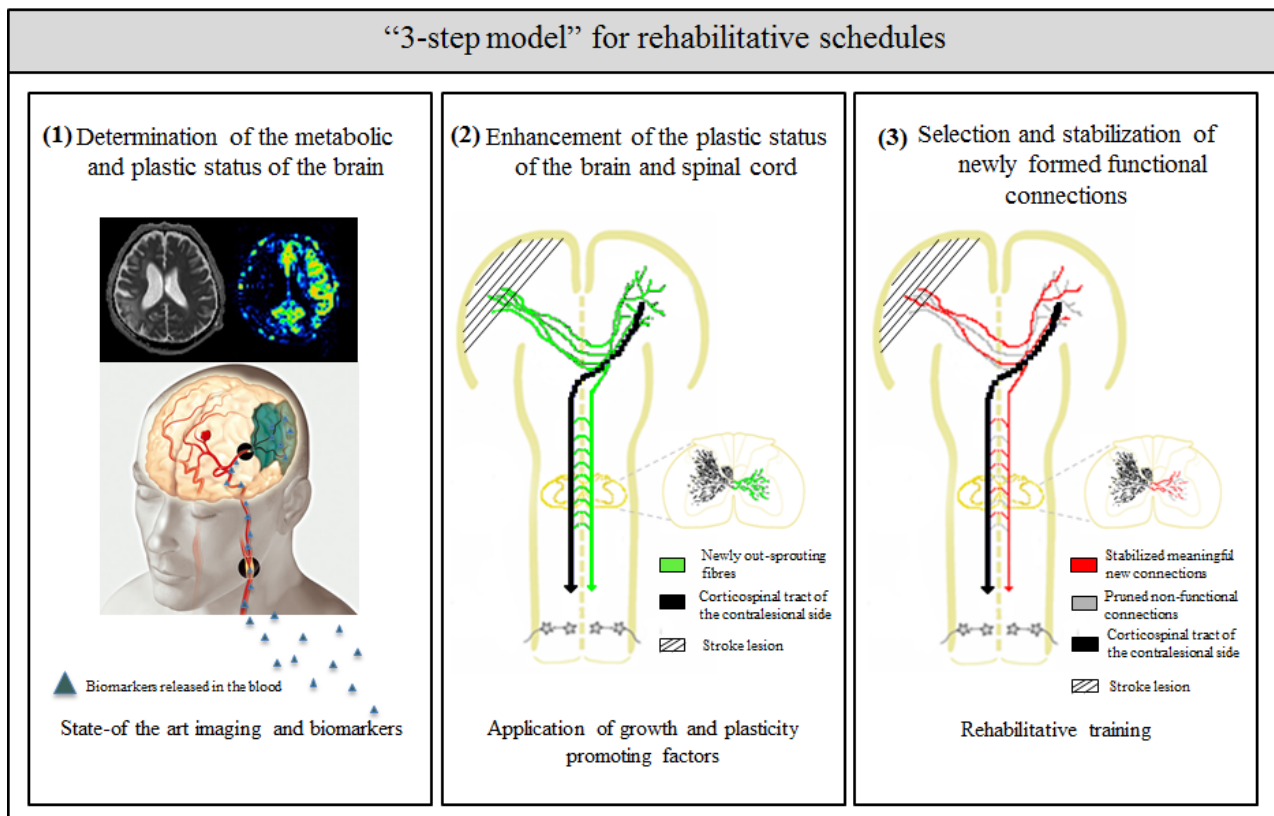 “3-step model” for rehabilitative schedules
(1) Determination of the metabolic
and plastic status of the brain
Biomarkers released in the blood
State-of the art imaging and biomarkers
(2) Enhancement of the plastic status
of the brain and spinal cord
Newly out-sprouting
fibres
Corticospinal tract of
the contralesional side
Stroke lesion
Application of growth and plasticity
promoting factors
(3) Selection and stabilization of
newly formed functional
connections
Stabilized meaningful
new connections
Pruned non-functional
connections
Corticospinal tract of
the contralesional side
Stroke lesion
Rehabilitative training